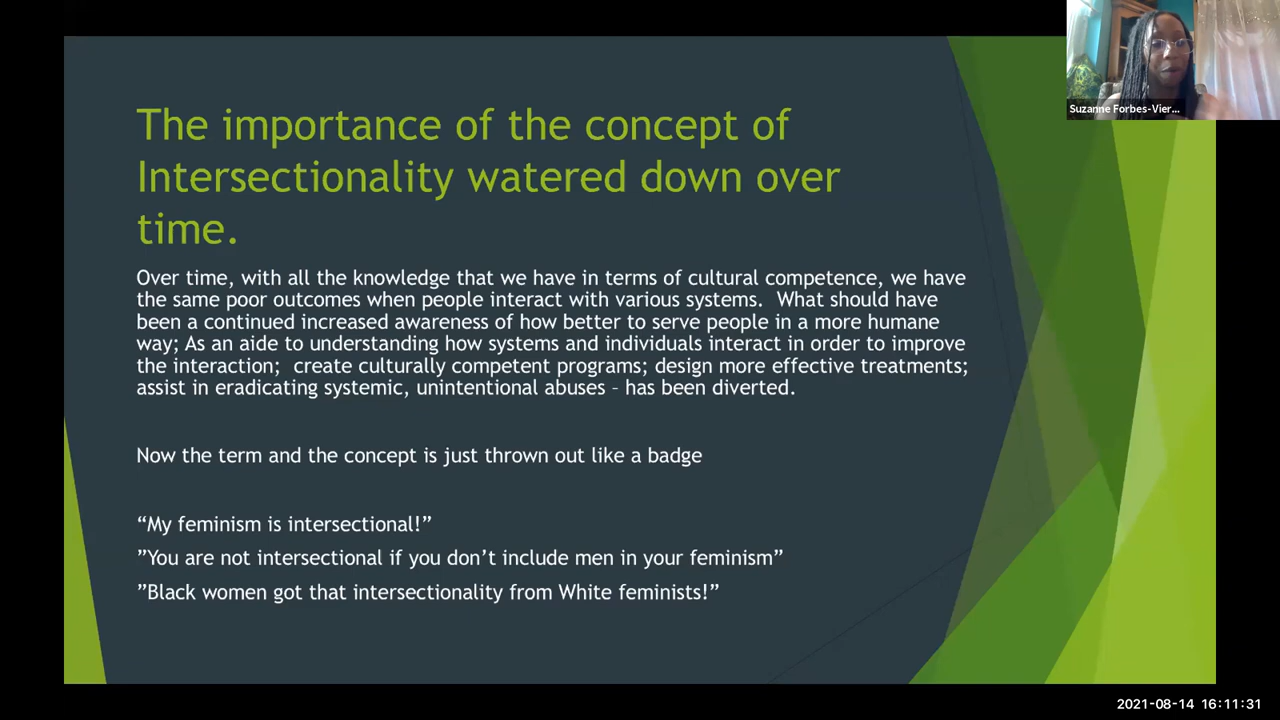 The importance of the concept of
Intersectionality watered down over
time.
Over time, with all the knowledge that we have in terms of cultural competence, we have
the same poor outcomes when people interact with various systems.  What should have
been a continued increased awareness of how better to serve people in a more humane
way; As an aide to understanding how systems and individuals interact in order to improve
the interaction;  create culturally competent programs; design more effective treatments;
assist in eradicating systemic, unintentional abuses – has been diverted.
Now the term and the concept is just thrown out like a badge
“My feminism is intersectional!”
”You are not intersectional if you don’t include men in your feminism”
”Black women got that intersectionality from White feminists!”
Suzanne Forbes-Vier...
2021-08-14 16:11:31